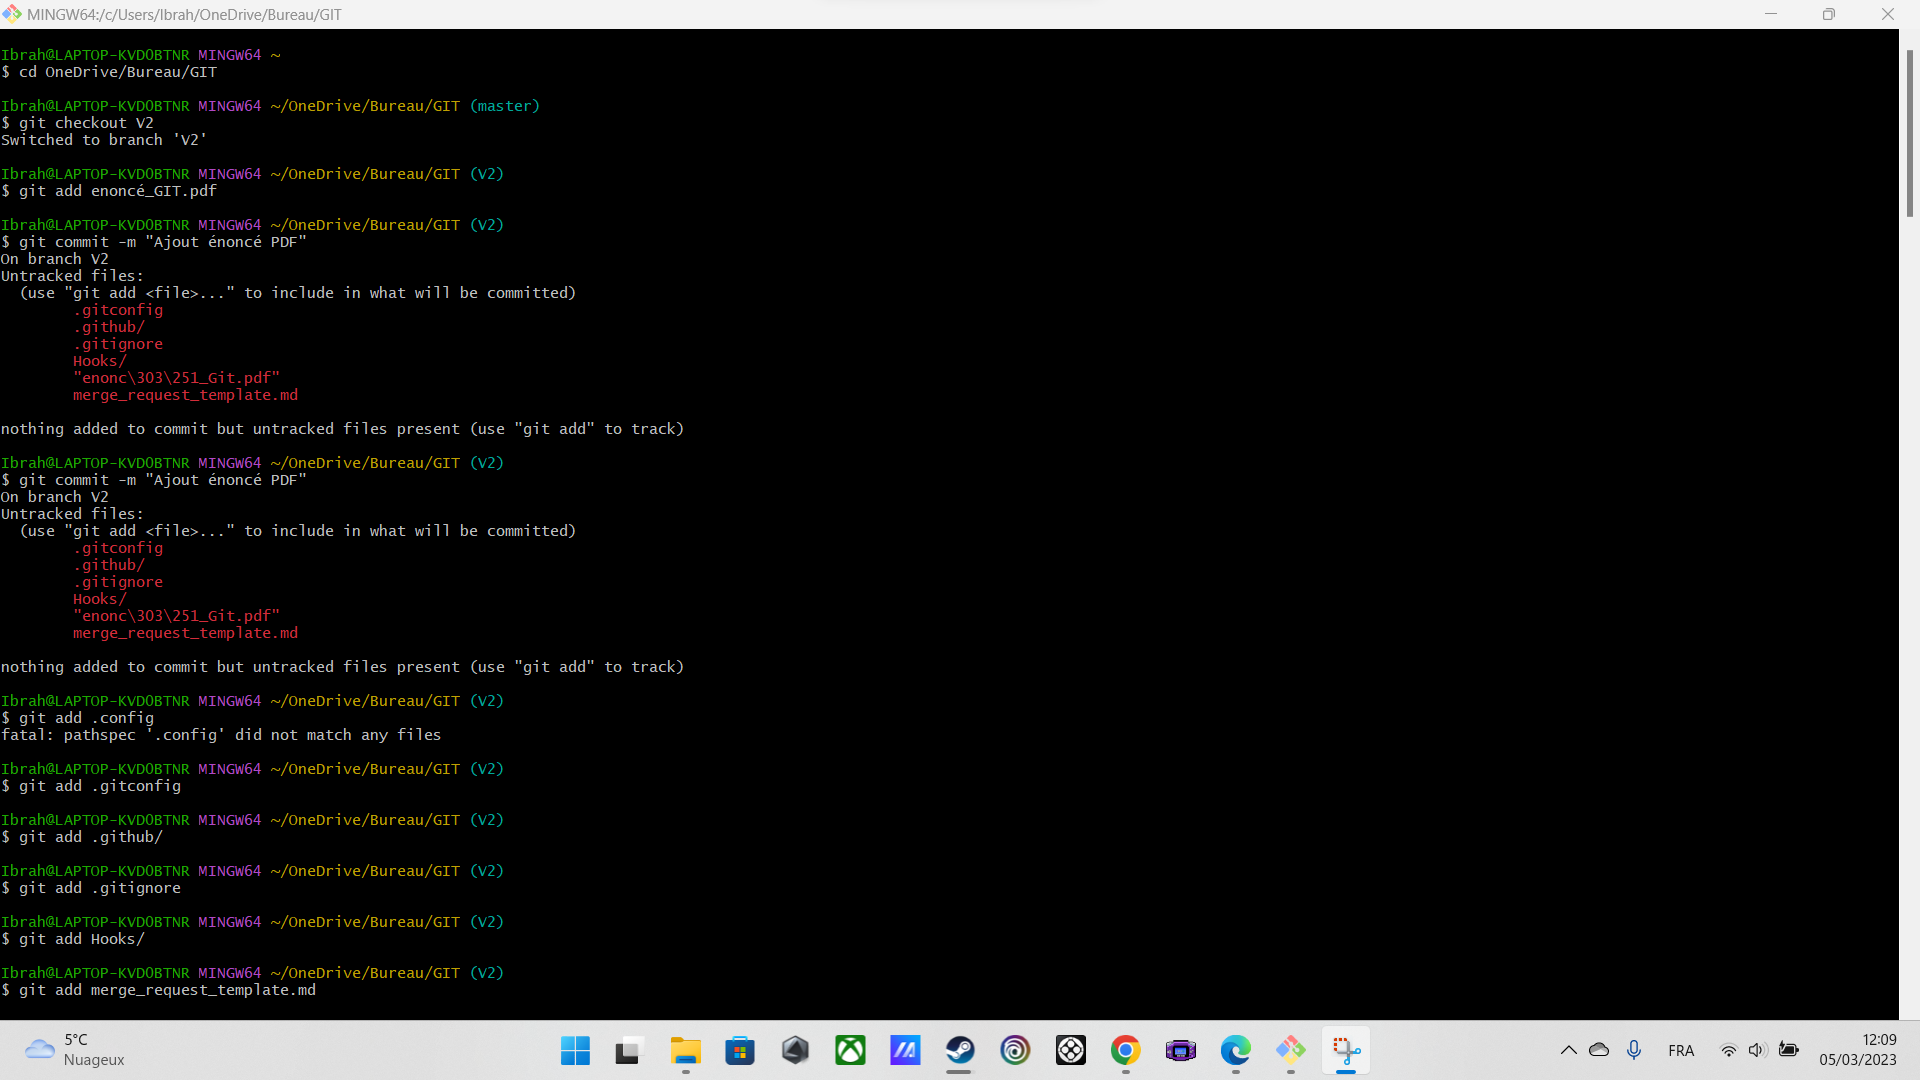 MINGW64:/c/Users/Ibrah/OneDrive/Bureau/GIT
Ibrah@LAPTOP-KVD0BTNR MINGW64 ~
$ cd OneDrive/Bureau/GIT
Ibrah@LAPTOP-KVD0BTNR MINGW64 ~/OneDrive/Bureau/GIT (master)
$ git checkout V2
Switched to branch 'V2'
Ibrah@LAPTOP-KVD0BTNR MINGW64 ~/OneDrive/Bureau/GIT (V2)
$ git add enoncé_GIT.pdf
Ibrah@LAPTOP-KVD0BTNR MINGW64 ~/OneDrive/Bureau/GIT (V2)
$ git commit -m "Ajout énoncé PDF"
On branch V2
Untracked files:
  (use "git add <file>..." to include in what will be committed)
        .gitconfig
        .github/
        .gitignore
        Hooks/
        "enonc\303\251_Git.pdf"
        merge_request_template.md
nothing added to commit but untracked files present (use "git add" to track)
Ibrah@LAPTOP-KVD0BTNR MINGW64 ~/OneDrive/Bureau/GIT (V2)
$ git commit -m "Ajout énoncé PDF"
On branch V2
Untracked files:
  (use "git add <file>..." to include in what will be committed)
        .gitconfig
        .github/
        .gitignore
        Hooks/
        "enonc\303\251_Git.pdf"
        merge_request_template.md
nothing added to commit but untracked files present (use "git add" to track)
Ibrah@LAPTOP-KVD0BTNR MINGW64 ~/OneDrive/Bureau/GIT (V2)
$ git add .config
fatal: pathspec '.config' did not match any files
Ibrah@LAPTOP-KVD0BTNR MINGW64 ~/OneDrive/Bureau/GIT (V2)
$ git add .gitconfig
Ibrah@LAPTOP-KVD0BTNR MINGW64 ~/OneDrive/Bureau/GIT (V2)
$ git add .github/
Ibrah@LAPTOP-KVD0BTNR MINGW64 ~/OneDrive/Bureau/GIT (V2)
$ git add .gitignore
Ibrah@LAPTOP-KVD0BTNR MINGW64 ~/OneDrive/Bureau/GIT (V2)
$ git add Hooks/
Ibrah@LAPTOP-KVD0BTNR MINGW64 ~/OneDrive/Bureau/GIT (V2)
$ git add merge_request_template.md
5°C
Nuageux
FRA
12:09
05/03/2023